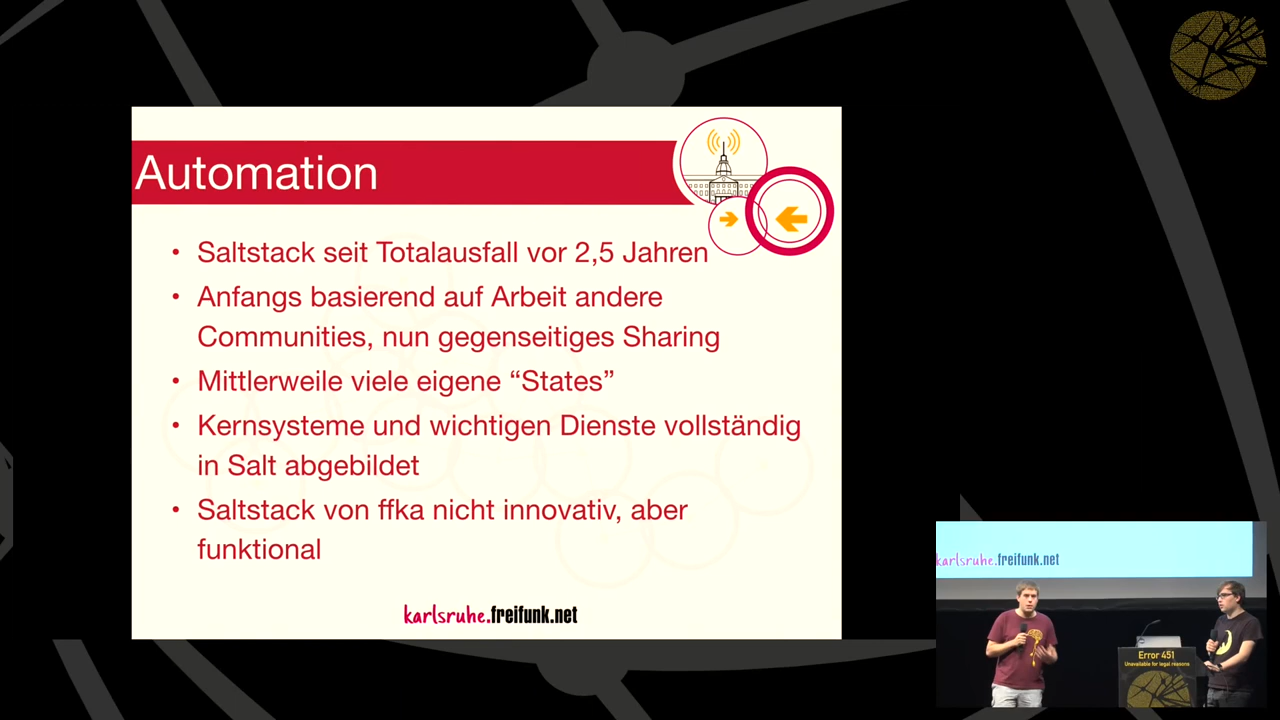 Automation
• Saltstack seit Totalausfall vor 2,5 Jahren
• Anfangs basierend auf Arbeit andere
Communities, nun gegenseitiges Sharing
• Mittlerweile viele eigene “States”
• Kernsysteme und wichtigen Dienste vollständig
in Salt abgebildet
• Saltstack von ffka nicht innovativ, aber
funktional
karlsruhe.freifunk.net
karlsruhe.freifunk.net
Error 451
Unavailable for legal reasons